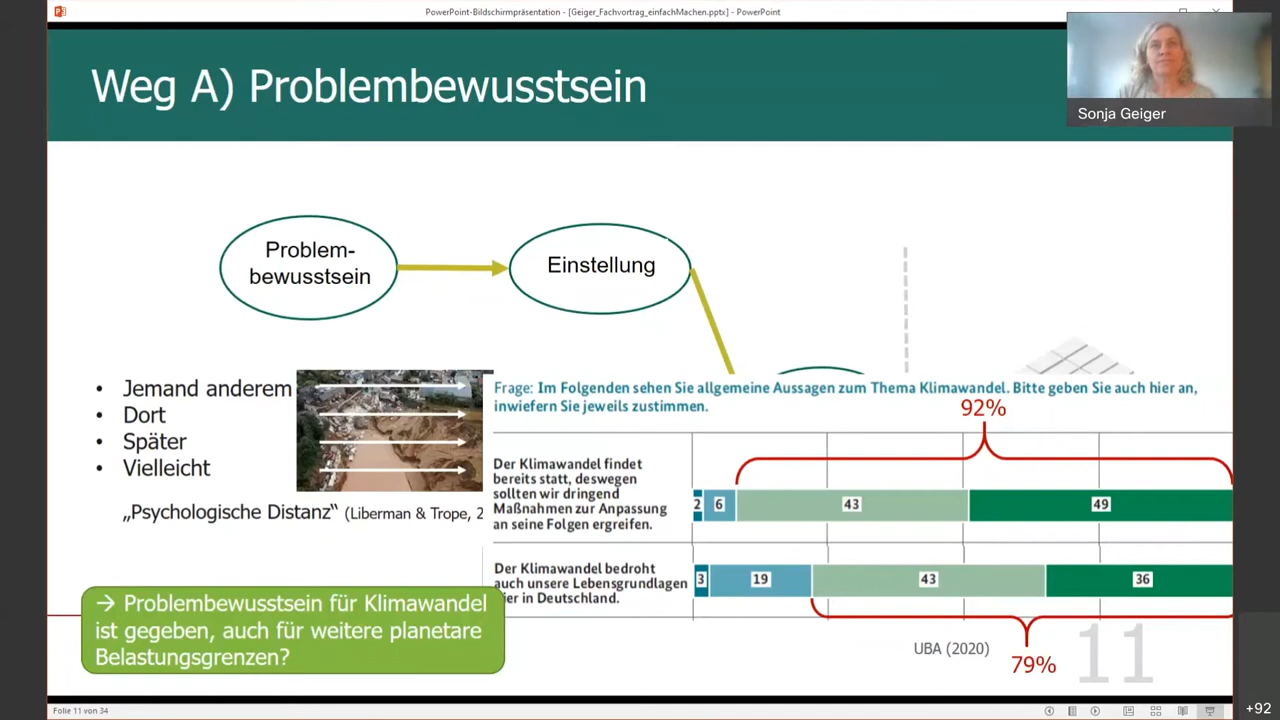 PowerPoint-Bildschirmpräsentation - [Geiger_Fachvortrag_einfachMachen.pptx] - PowerPoint
Weg A) Problembewusstsein
Sonja Geiger
Problem-
bewusstsein
Einstellung
• Jemand anderem
• Dort
• Später
• Vielleicht
„Psychologische Distanz“ (Liberman & Trope, 2
Frage: Im Folgenden sehen Sie allgemeine Aussagen zum Thema Klimawandel. Bitte geben Sie auch hier an,
inwiefern Sie jeweils zustimmen.
92%
Der Klimawandel findet
bereits statt, deswegen
sollten wir dringend
Maßnahmen zur Anpassung
an seine Folgen ergreifen.
2 6 43 49
Der Klimawandel bedroht
auch unsere Lebensgrundlagen
ier in Deutschland.
3 19 43 36
79%
UBA (2020)
→ Problembewusstsein für Klimawandel
ist gegeben, auch für weitere planetare
Belastungsgrenzen?
11
Folie 11 von 34
+92